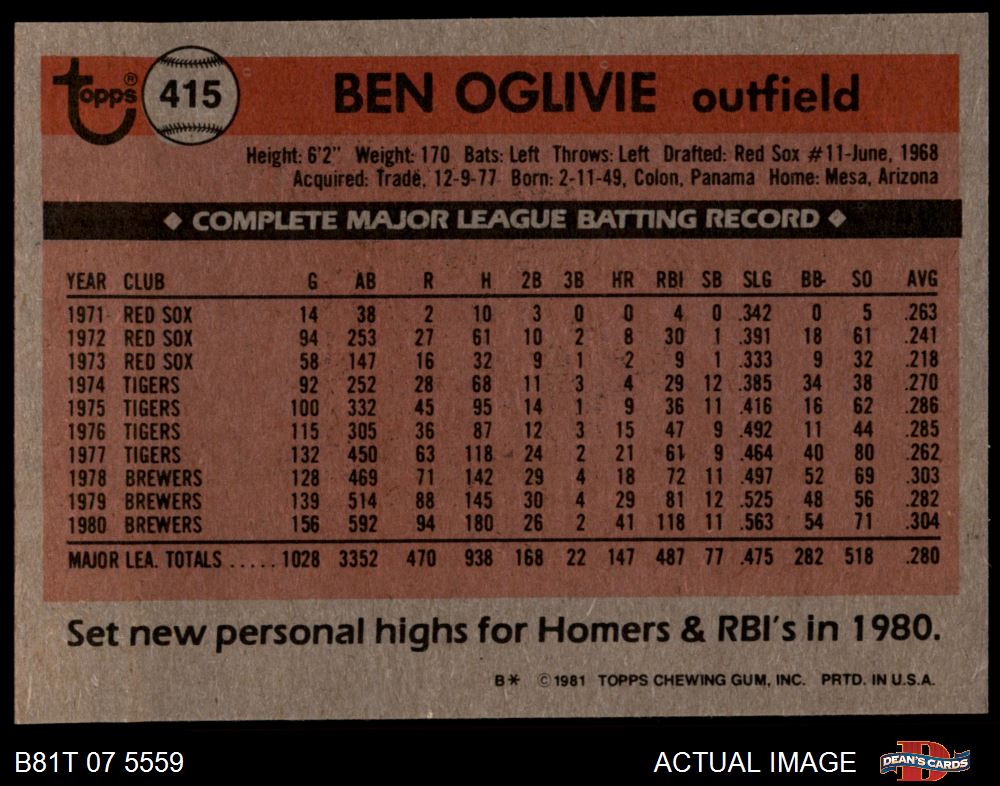 topps® 415 BEN OGLIVIE outfield
Height: 6'2" Weight: 170 Bats: Left Throws: Left Drafted: Red Sox #11-June, 1968
Acquired: Trade, 12-9-77 Born: 2-11-49, Colon, Panama Home: Mesa, Arizona
◆ COMPLETE MAJOR LEAGUE BATTING RECORD ◆
YEAR CLUB G AB R H 2B 3B HR RBI SB SLG BB SO AVG
1971 RED SOX 14 38 2 10 3 0 0 4 0 .342 0 5 .263
1972 RED SOX 94 253 27 61 10 2 8 30 1 .391 18 61 .241
1973 RED SOX 58 147 16 32 9 1 2 9 1 .333 9 32 .218
1974 TIGERS 92 252 28 68 11 3 4 29 12 .385 34 38 .270
1975 TIGERS 100 332 45 95 14 1 9 36 11 .416 16 62 .286
1976 TIGERS 115 305 36 87 12 3 15 47 9 .492 11 44 .285
1977 TIGERS 132 450 63 118 24 2 21 61 9 .464 40 80 .262
1978 BREWERS 128 469 71 142 29 4 18 72 11 .497 52 69 .303
1979 BREWERS 139 514 88 145 30 4 29 81 12 .525 48 56 .282
1980 BREWERS 156 592 94 180 26 2 41 118 11 .563 54 71 .304
MAJOR LEA. TOTALS ..... 1028 3352 470 938 168 22 147 487 77 .475 282 518 .280
Set new personal highs for Homers & RBI's in 1980.
B* ©1981 TOPPS CHEWING GUM, INC. PRTD. IN U.S.A.
B81T 07 5559 ACTUAL IMAGE DEAN'S CARDS